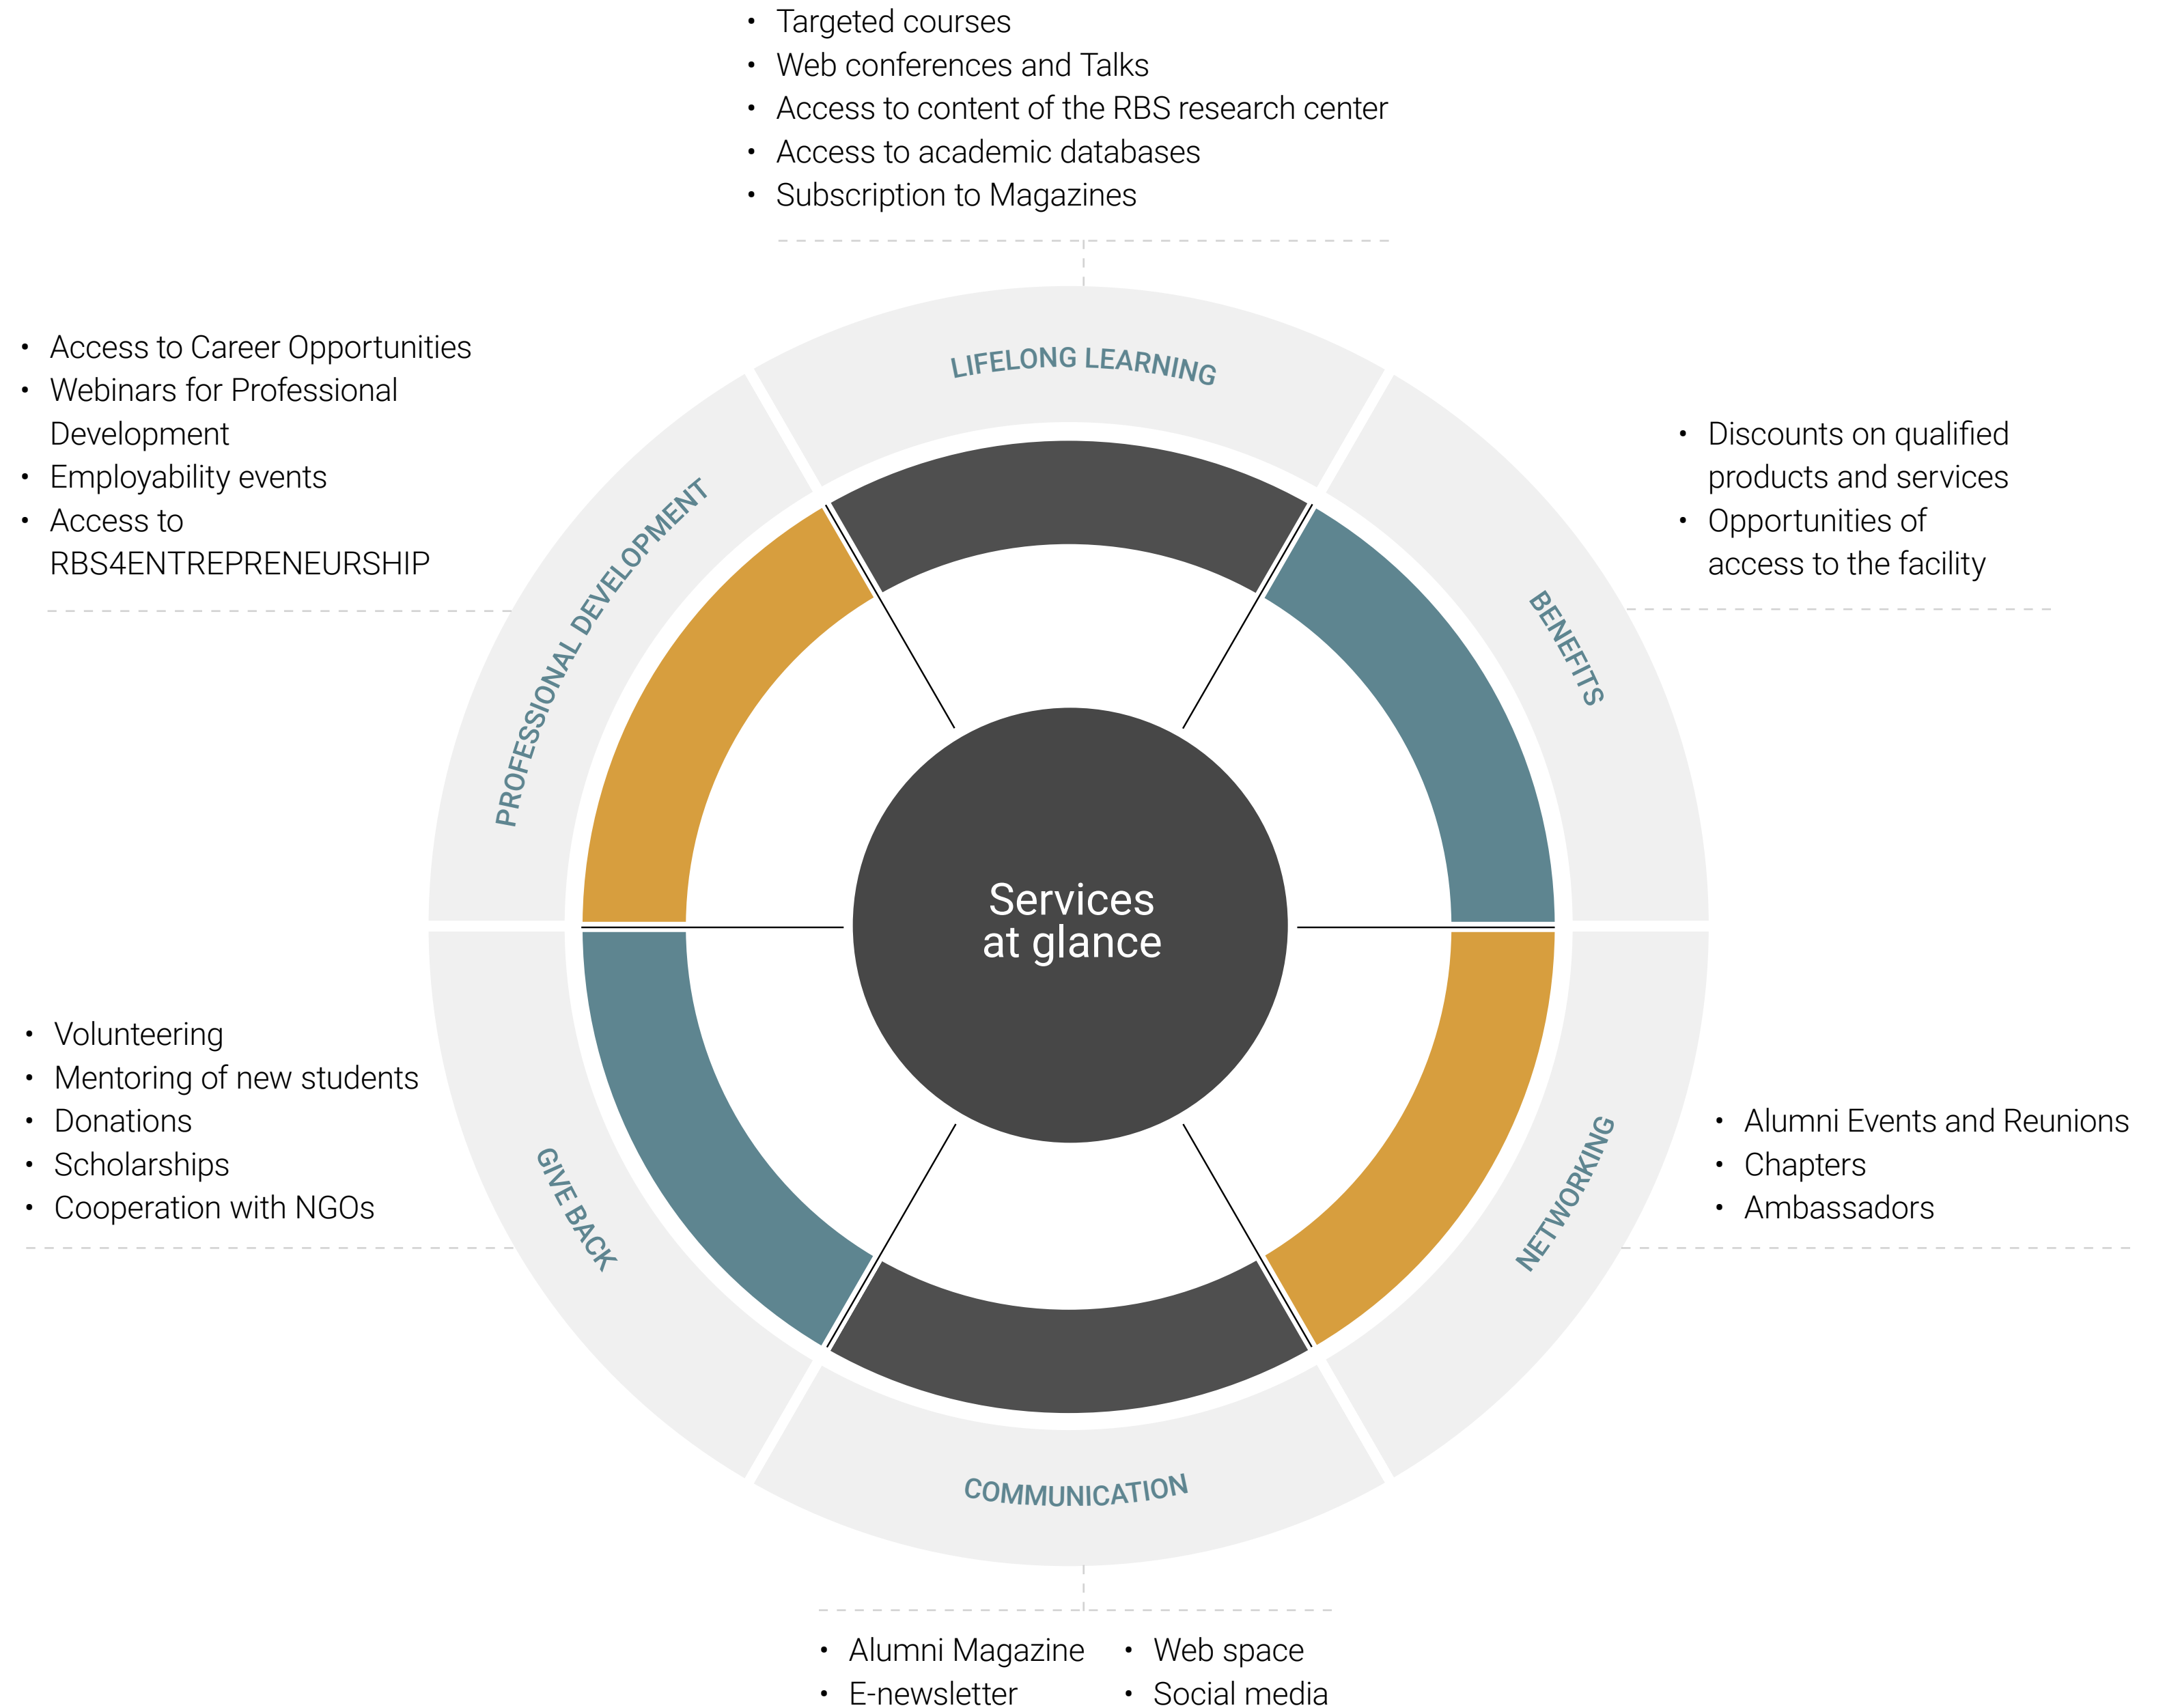 • Targeted courses
• Web conferences and Talks
• Access to content of the RBS research center
• Access to academic databases
• Subscription to Magazines
LIFELONG LEARNING
• Access to Career Opportunities
• Webinars for Professional
Development
• Employability events
• Access to
RBS4ENTREPRENEURSHIP
PROFESSIONAL DEVELOPMENT
• Discounts on qualified
products and services
• Opportunities of
access to the facility
BENEFITS
Services
at glance
• Volunteering
• Mentoring of new students
• Donations
• Scholarships
• Cooperation with NGOs
GIVE BACK
• Alumni Events and Reunions
• Chapters
• Ambassadors
NETWORKING
COMMUNICATION
• Alumni Magazine
• E-newsletter
• Web space
• Social media